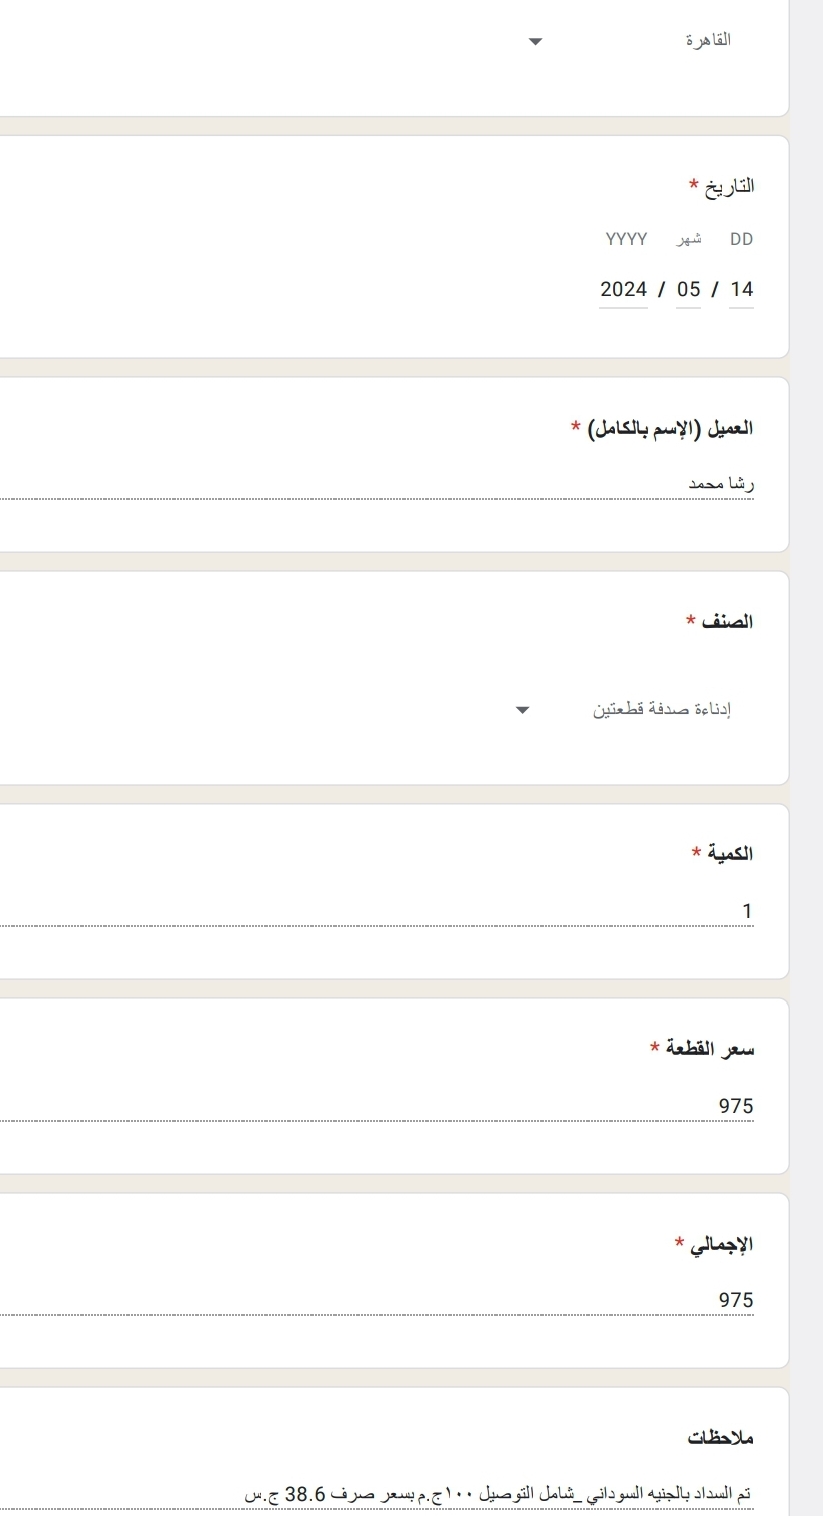 القاهرة
التاريخ *
DD شهر YYYY
14 / 05 / 2024
العميل (الإسم بالكامل) *
رشا محمد
الصنف *
إدناءة صدفة قطعتين
الكمية *
1
سعر القطعة *
975
الإجمالي *
975
ملاحظات
تم السداد بالجنيه السوداني _شامل التوصيل ١٠٠ج.م بسعر صرف 38.6 ج.س